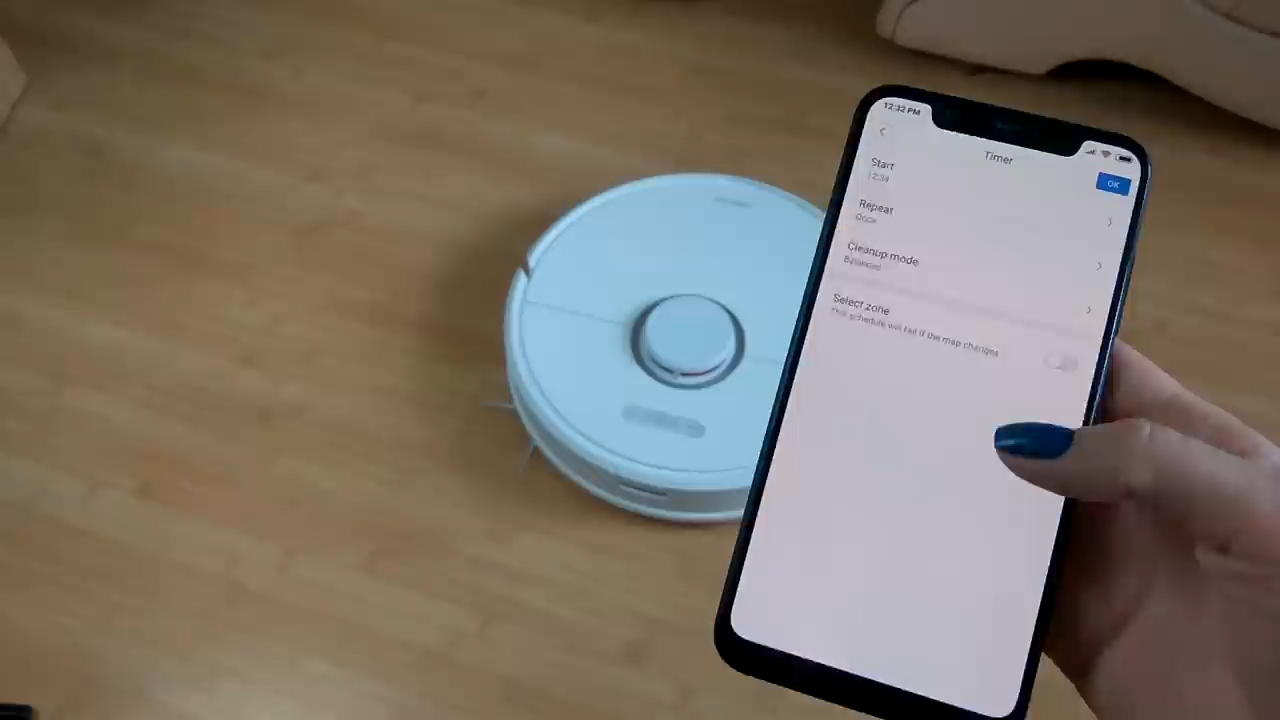 12:32 PM
Timer
OK
Start
12:34
Repeat
Once
Cleanup mode
Balanced
Select zone
This schedule will fail if the map changes